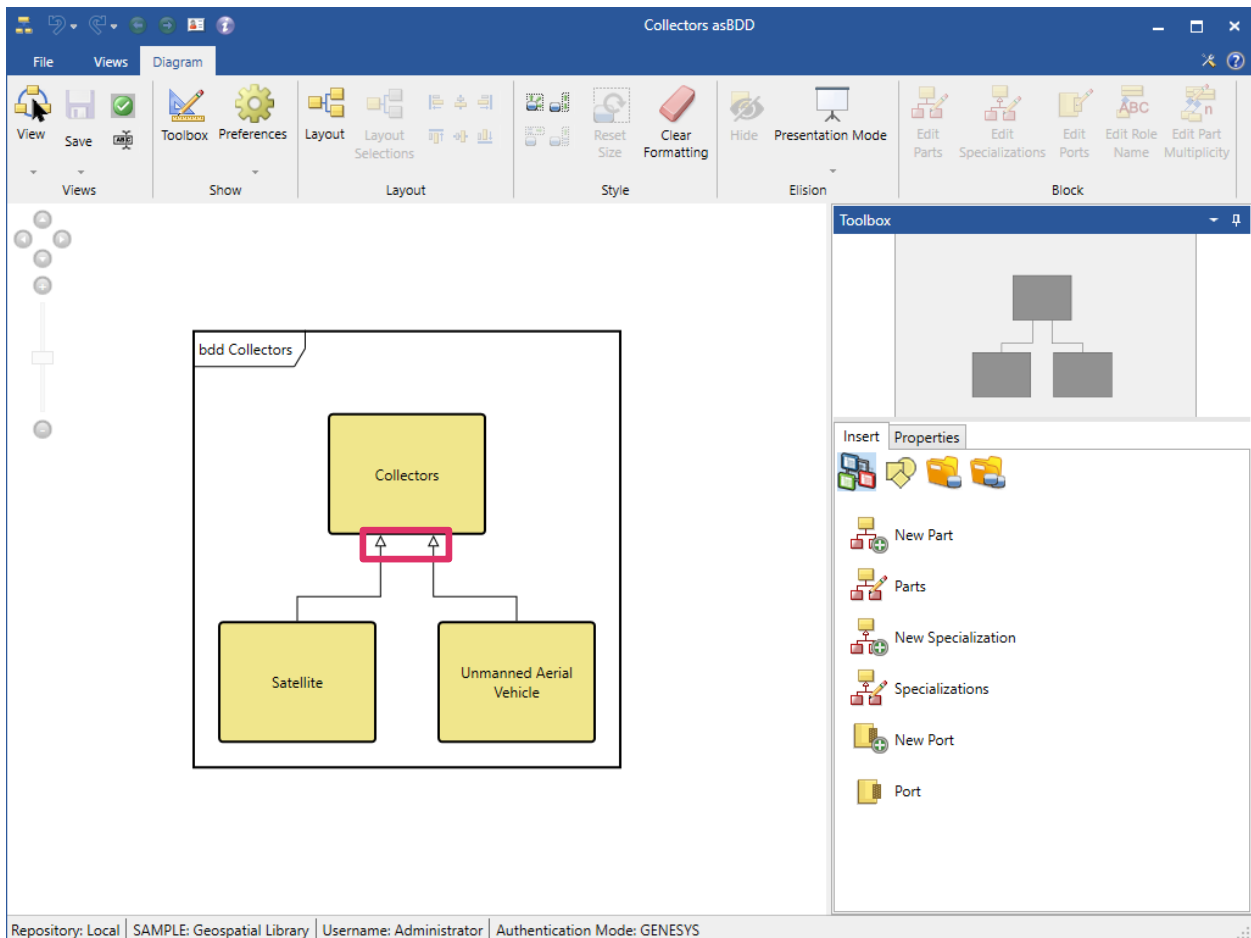 Collectors asBDD
File Views Diagram
View
Save
Toolbox
Preferences
Layout
Layout
Selections
Reset
Size
Clear
Formatting
Hide
Presentation Mode
Edit
Parts
Edit
Specializations
Edit
Ports
Edit Role
Name
Edit Part
Multiplicity
Views Show Layout Style Elision Block
Toolbox
bdd Collectors
Collectors
Satellite
Unmanned Aerial
Vehicle
Insert Properties
New Part
Parts
New Specialization
Specializations
New Port
Port
Repository: Local SAMPLE: Geospatial Library Username: Administrator Authentication Mode: GENESYS